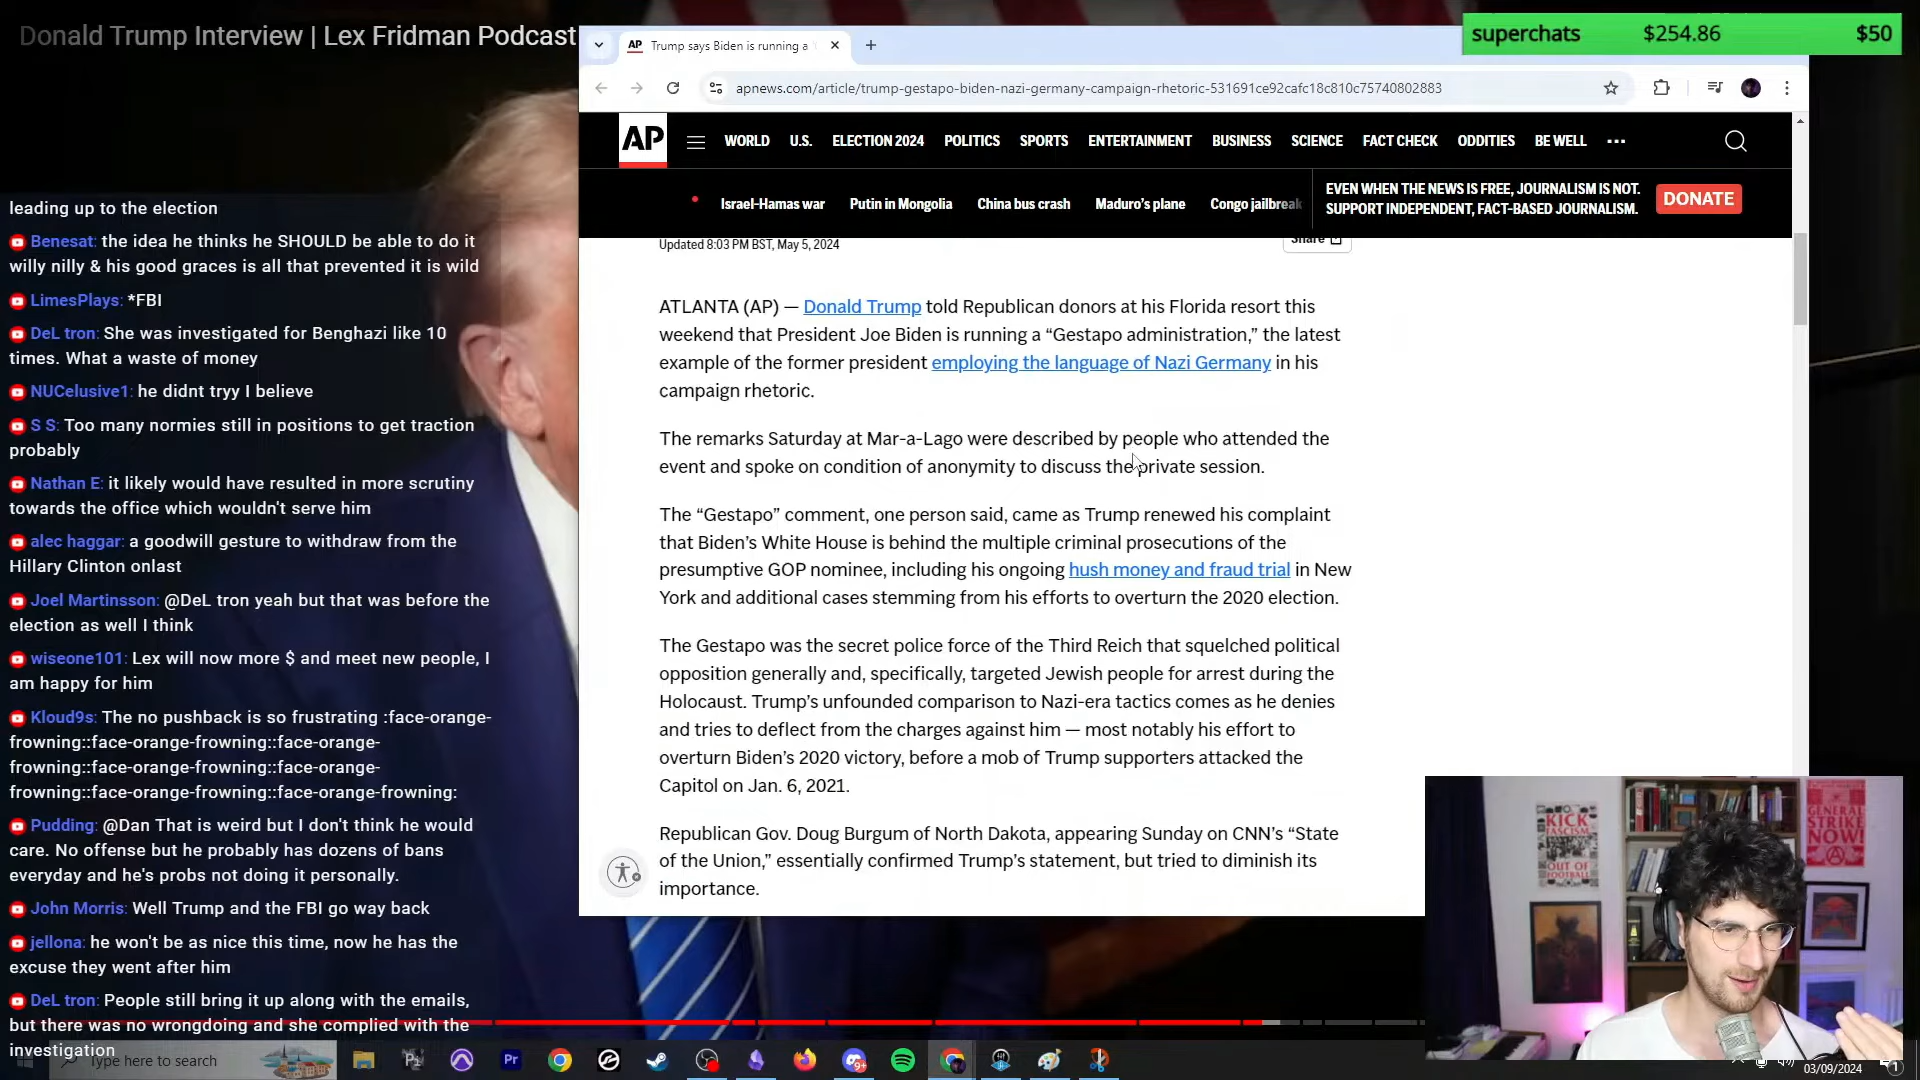 Donald Trump Interview | Lex Fridman Podcast
AP Trump says Biden is running a
superchats $254.86 $50
apnews.com/article/trump-gestapo-biden-nazi-germany-campaign-rhetoric-531691ce92cafc18c810c75740802883
AP WORLD U.S. ELECTION 2024 POLITICS SPORTS ENTERTAINMENT BUSINESS SCIENCE FACT CHECK ODDITIES BE WELL
Israel-Hamas war Putin in Mongolia China bus crash Maduro's plane Congo jailbreak
EVEN WHEN THE NEWS IS FREE, JOURNALISM IS NOT.
SUPPORT INDEPENDENT, FACT-BASED JOURNALISM.
DONATE
Updated 8:03 PM BST, May 5, 2024
Share
ATLANTA (AP) — Donald Trump told Republican donors at his Florida resort this
weekend that President Joe Biden is running a “Gestapo administration,” the latest
example of the former president employing the language of Nazi Germany in his
campaign rhetoric.
The remarks Saturday at Mar-a-Lago were described by people who attended the
event and spoke on condition of anonymity to discuss the private session.
The “Gestapo” comment, one person said, came as Trump renewed his complaint
that Biden’s White House is behind the multiple criminal prosecutions of the
presumptive GOP nominee, including his ongoing hush money and fraud trial in New
York and additional cases stemming from his efforts to overturn the 2020 election.
The Gestapo was the secret police force of the Third Reich that squelched political
opposition generally and, specifically, targeted Jewish people for arrest during the
Holocaust. Trump’s unfounded comparison to Nazi-era tactics comes as he denies
and tries to deflect from the charges against him — most notably his effort to
overturn Biden’s 2020 victory, before a mob of Trump supporters attacked the
Capitol on Jan. 6, 2021.
Republican Gov. Doug Burgum of North Dakota, appearing Sunday on CNN’s “State
of the Union,” essentially confirmed Trump’s statement, but tried to diminish its
importance.
leading up to the election
Benesat: the idea he thinks he SHOULD be able to do it
willy nilly & his good graces is all that prevented it is wild
LimesPlays: *FBI
DeL tron: She was investigated for Benghazi like 10
times. What a waste of money
NUCelusive1: he didnt tryy I believe
S S: Too many normies still in positions to get traction
probably
Nathan E: it likely would have resulted in more scrutiny
towards the office which wouldn't serve him
alec haggar: a goodwill gesture to withdraw from the
Hillary Clinton onlast
Joel Martinsson: @DeL tron yeah but that was before the
election as well I think
wiseone101: Lex will now more $ and meet new people, I
am happy for him
Kloud9s: The no pushback is so frustrating :face-orange-
frowning::face-orange-frowning::face-orange-
frowning::face-orange-frowning::face-orange-
frowning::face-orange-frowning::face-orange-frowning:
Pudding: @Dan That is weird but I don't think he would
care. No offense but he probably has dozens of bans
everyday and he's probs not doing it personally.
John Morris: Well Trump and the FBI go way back
jellona: he won't be as nice this time, now he has the
excuse they went after him
DeL tron: People still bring it up along with the emails,
but there was no wrongdoing and she complied with the
investigation
KICK
FASCISM
OUT OF
FOOTBALL
GENERAL
STRIKE
NOW!
Type here to search
Pr
9+
03/09/2024
1